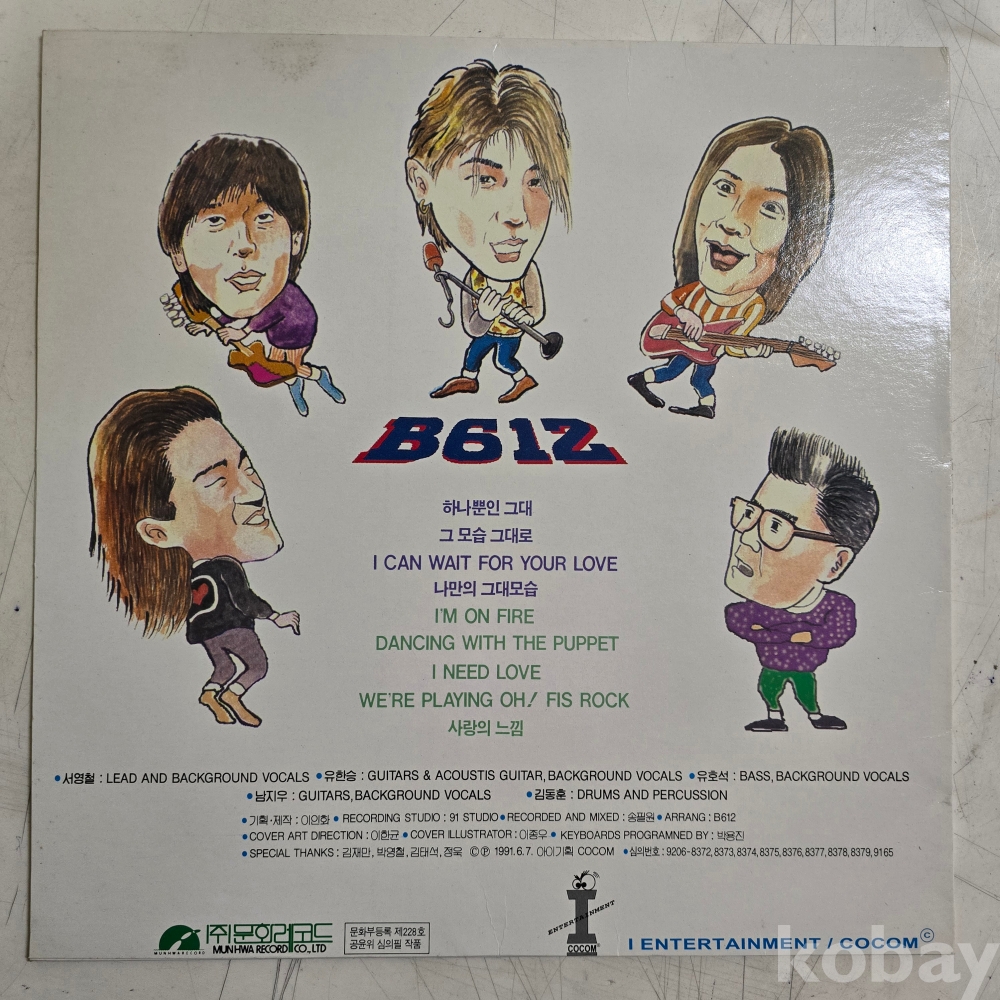 B612
하나뿐인 그대
그 모습 그대로
I CAN WAIT FOR YOUR LOVE
나만의 그대모습
I'M ON FIRE
DANCING WITH THE PUPPET
I NEED LOVE
WE'RE PLAYING OH! FIS ROCK
사랑의 느낌
•서영철 : LEAD AND BACKGROUND VOCALS •유한승 : GUITARS & ACOUSTIS GUITAR, BACKGROUND VOCALS •유호석 : BASS, BACKGROUND VOCALS
•남지우 : GUITARS, BACKGROUND VOCALS •김동훈 : DRUMS AND PERCUSSION
•기획·제작 : 이의화 •RECORDING STUDIO : 91 STUDIO •RECORDED AND MIXED : 송필원 •ARRANG : B612
•COVER ART DIRECTION : 이한균 •COVER ILLUSTRATOR : 이종우 •KEYBOARDS PROGRAMNED BY : 박용진
•SPECIAL THANKS : 김재만, 박영철, 김태석, 정욱 ⓒⓟ 1991.6.7. 아이기획 COCOM •심의번호 : 9206-8372, 8373, 8374, 8375, 8376, 8377, 8378, 8379, 9165
MUNHWA RECORD
(주)문화레코드
MUNHWA RECORD CO., LTD
문화부등록 제228호
공윤위 심의필 작품
I
ENTERTAINMENT
COCOM
I ENTERTAINMENT / COCOM ©
kobay